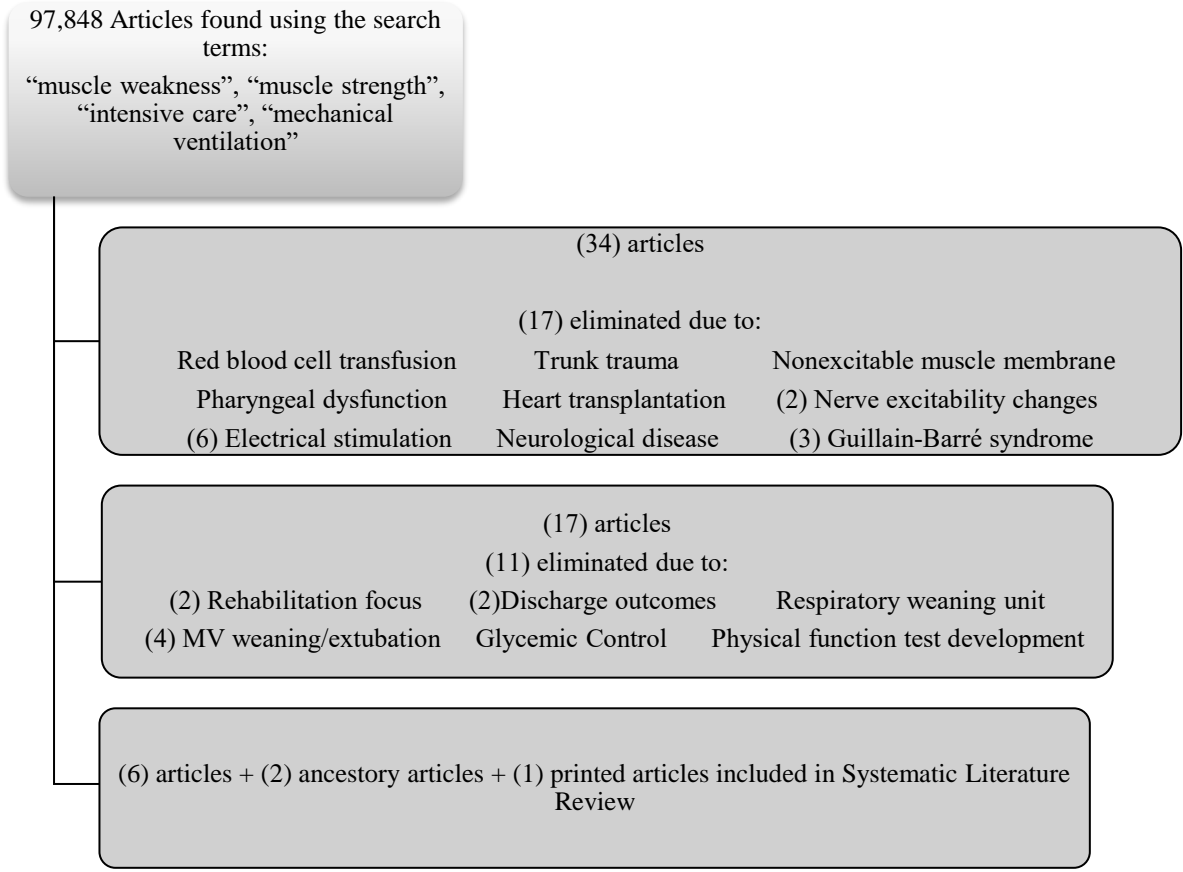 97,848 Articles found using the search
terms:
“muscle weakness”, “muscle strength”,
“intensive care”, “mechanical
ventilation”
(34) articles
(17) eliminated due to:
Red blood cell transfusion Trunk trauma Nonexcitable muscle membrane
Pharyngeal dysfunction Heart transplantation (2) Nerve excitability changes
(6) Electrical stimulation Neurological disease (3) Guillain-Barré syndrome
(17) articles
(11) eliminated due to:
(2) Rehabilitation focus (2)Discharge outcomes Respiratory weaning unit
(4) MV weaning/extubation Glycemic Control Physical function test development
(6) articles + (2) ancestory articles + (1) printed articles included in Systematic Literature
Review